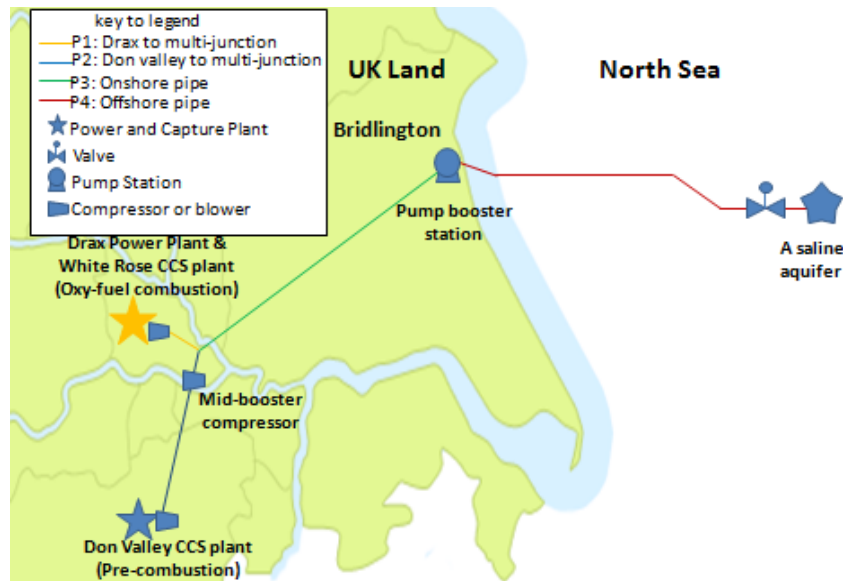 key to legend
P1: Drax to multi-junction
P2: Don valley to multi-junction
P3: Onshore pipe
P4: Offshore pipe
Power and Capture Plant
Valve
Pump Station
Compressor or blower
UK Land
North Sea
Bridlington
Pump booster
station
A saline
aquifer
Drax Power Plant &
White Rose CCS plant
(Oxy-fuel combustion)
Mid-booster
compressor
Don Valley CCS plant
(Pre-combustion)